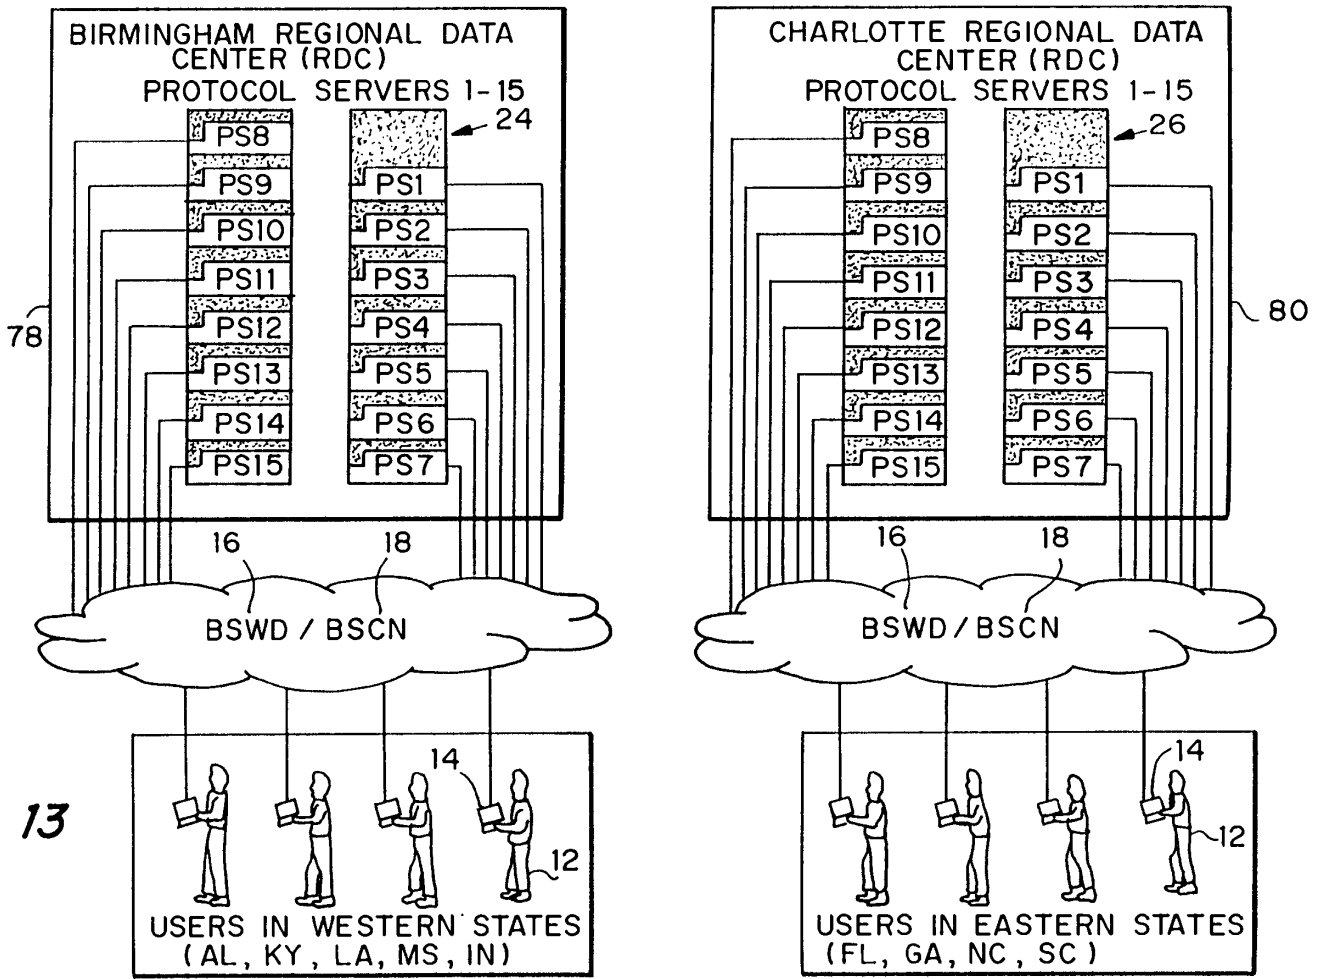 BIRMINGHAM REGIONAL DATA
CENTER (RDC)
PROTOCOL SERVERS 1-15
24
PS8
PS9
PS10
PS11
PS12
PS13
PS14
PS15
PS1
PS2
PS3
PS4
PS5
PS6
PS7
78
16
18
BSWD / BSCN
14
12
USERS IN WESTERN STATES
(AL, KY, LA, MS, IN)
CHARLOTTE REGIONAL DATA
CENTER (RDC)
PROTOCOL SERVERS 1-15
26
PS8
PS9
PS10
PS11
PS12
PS13
PS14
PS15
PS1
PS2
PS3
PS4
PS5
PS6
PS7
80
16
18
BSWD / BSCN
14
12
USERS IN EASTERN STATES
(FL, GA, NC, SC)
13